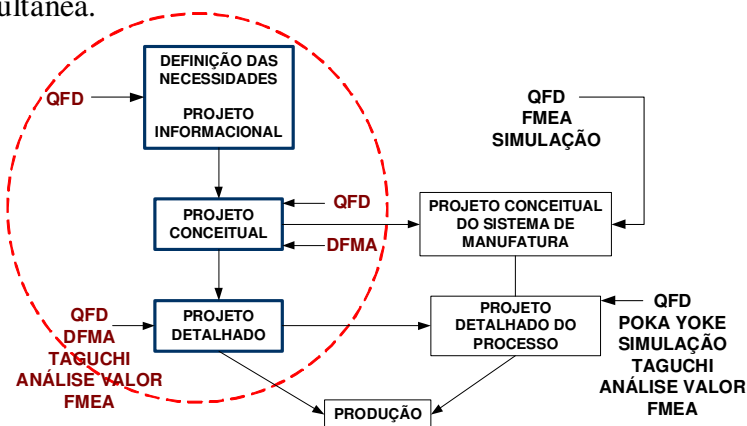 ultânea.
DEFINIÇÃO DAS
NECESSIDADES
PROJETO
INFORMACIONAL
QFD
QFD
FMEA
SIMULAÇÃO
PROJETO
CONCEITUAL
QFD
DFMA
PROJETO CONCEITUAL
DO SISTEMA DE
MANUFATURA
QFD
DFMA
TAGUCHI
ANÁLISE VALOR
FMEA
PROJETO
DETALHADO
PROJETO
DETALHADO DO
PROCESSO
QFD
POKA YOKE
SIMULAÇÃO
TAGUCHI
ANÁLISE VALOR
FMEA
PRODUÇÃO